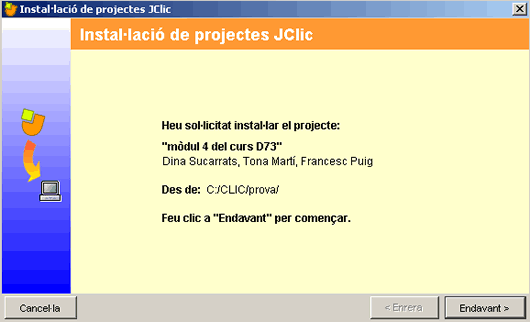 Instal·lació de projectes JClic
Instal·lació de projectes JClic
Heu sol·licitat instal·lar el projecte:
"mòdul 4 del curs D73"
Dina Sucarrats, Tona Martí, Francesc Puig
Des de: C:/CLIC/prova/
Feu clic a "Endavant" per començar.
Cancel·la
< Enrera
Endavant >